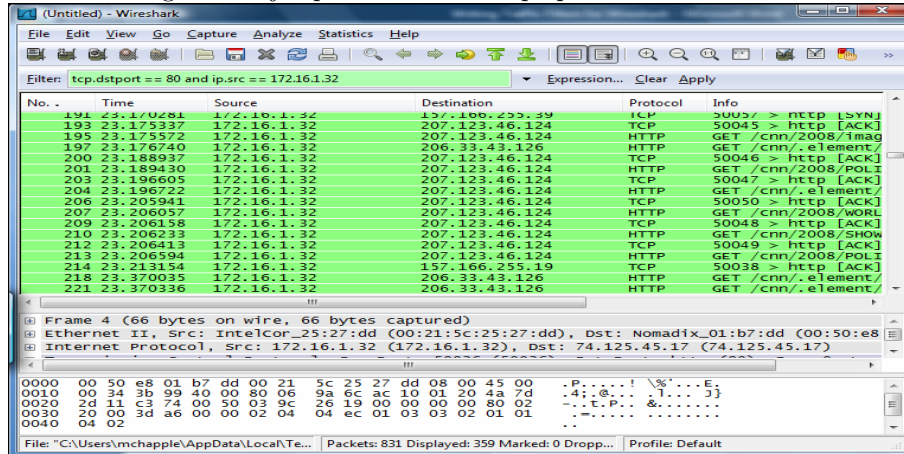 (Untitled) - Wireshark
File Edit View Go Capture Analyze Statistics Help
Filter: tcp.dstport == 80 and ip.src == 172.16.1.32 Expression... Clear Apply
No. . Time Source Destination Protocol Info
191 23.170281 172.16.1.32 157.166.255.39 TCP 50057 > http [SYN]
193 23.175337 172.16.1.32 207.123.46.124 TCP 50045 > http [ACK]
195 23.175572 172.16.1.32 207.123.46.124 HTTP GET /cnn/2008/imag
197 23.176740 172.16.1.32 206.33.43.126 HTTP GET /cnn/.element/
200 23.188937 172.16.1.32 207.123.46.124 TCP 50046 > http [ACK]
201 23.189430 172.16.1.32 207.123.46.124 HTTP GET /cnn/2008/POLI
203 23.196605 172.16.1.32 207.123.46.124 TCP 50047 > http [ACK]
204 23.196722 172.16.1.32 207.123.46.124 HTTP GET /cnn/.element/
206 23.205941 172.16.1.32 207.123.46.124 TCP 50050 > http [ACK]
207 23.206057 172.16.1.32 207.123.46.124 HTTP GET /cnn/2008/WORL
209 23.206158 172.16.1.32 207.123.46.124 TCP 50048 > http [ACK]
210 23.206233 172.16.1.32 207.123.46.124 HTTP GET /cnn/2008/SHOW
212 23.206413 172.16.1.32 207.123.46.124 TCP 50049 > http [ACK]
213 23.206594 172.16.1.32 207.123.46.124 HTTP GET /cnn/2008/POLI
214 23.213154 172.16.1.32 157.166.255.19 TCP 50038 > http [ACK]
218 23.370035 172.16.1.32 206.33.43.126 HTTP GET /cnn/.element/
221 23.370336 172.16.1.32 206.33.43.126 HTTP GET /cnn/.element/
Frame 4 (66 bytes on wire, 66 bytes captured)
Ethernet II, Src: IntelCor_25:27:dd (00:21:5c:25:27:dd), Dst: Nomadix_01:b7:dd (00:50:e8
Internet Protocol, Src: 172.16.1.32 (172.16.1.32), Dst: 74.125.45.17 (74.125.45.17)
0000 00 50 e8 01 b7 dd 00 21 5c 25 27 dd 08 00 45 00 .P.....! \%'...E.
0010 00 34 3b 99 40 00 80 06 9a 6c ac 10 01 20 4a 7d .4;.@... .l... J}
0020 2d 11 c3 74 00 50 03 9c 26 19 00 00 00 00 80 02 -..t.P.. &.......
0030 20 00 3d a6 00 00 02 04 04 ec 01 03 03 02 01 01 .=..... ........
0040 04 02 ..
File: "C:\Users\mchapple\AppData\Local\Te... Packets: 831 Displayed: 359 Marked: 0 Dropp... Profile: Default